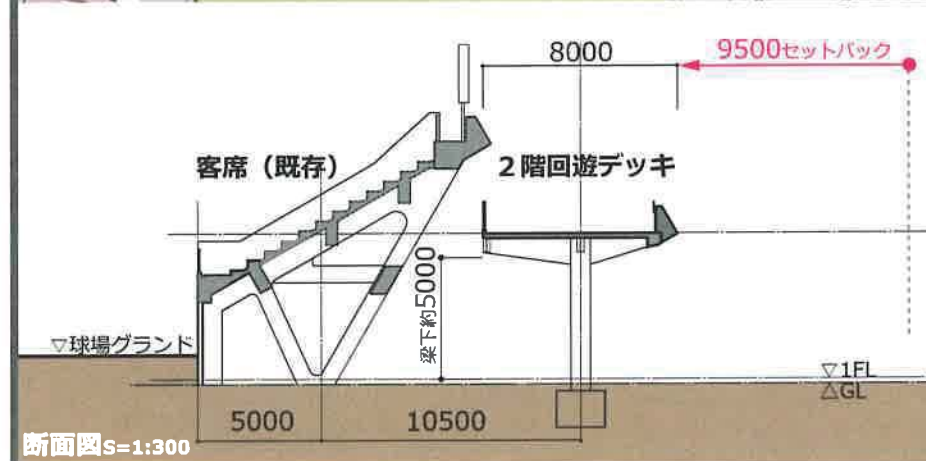 8000
9500セットバック
客席（既存）
2階回遊デッキ
梁下約5000
▽球場グランド
▽1FL
△GL
5000
10500
断面図S=1:300